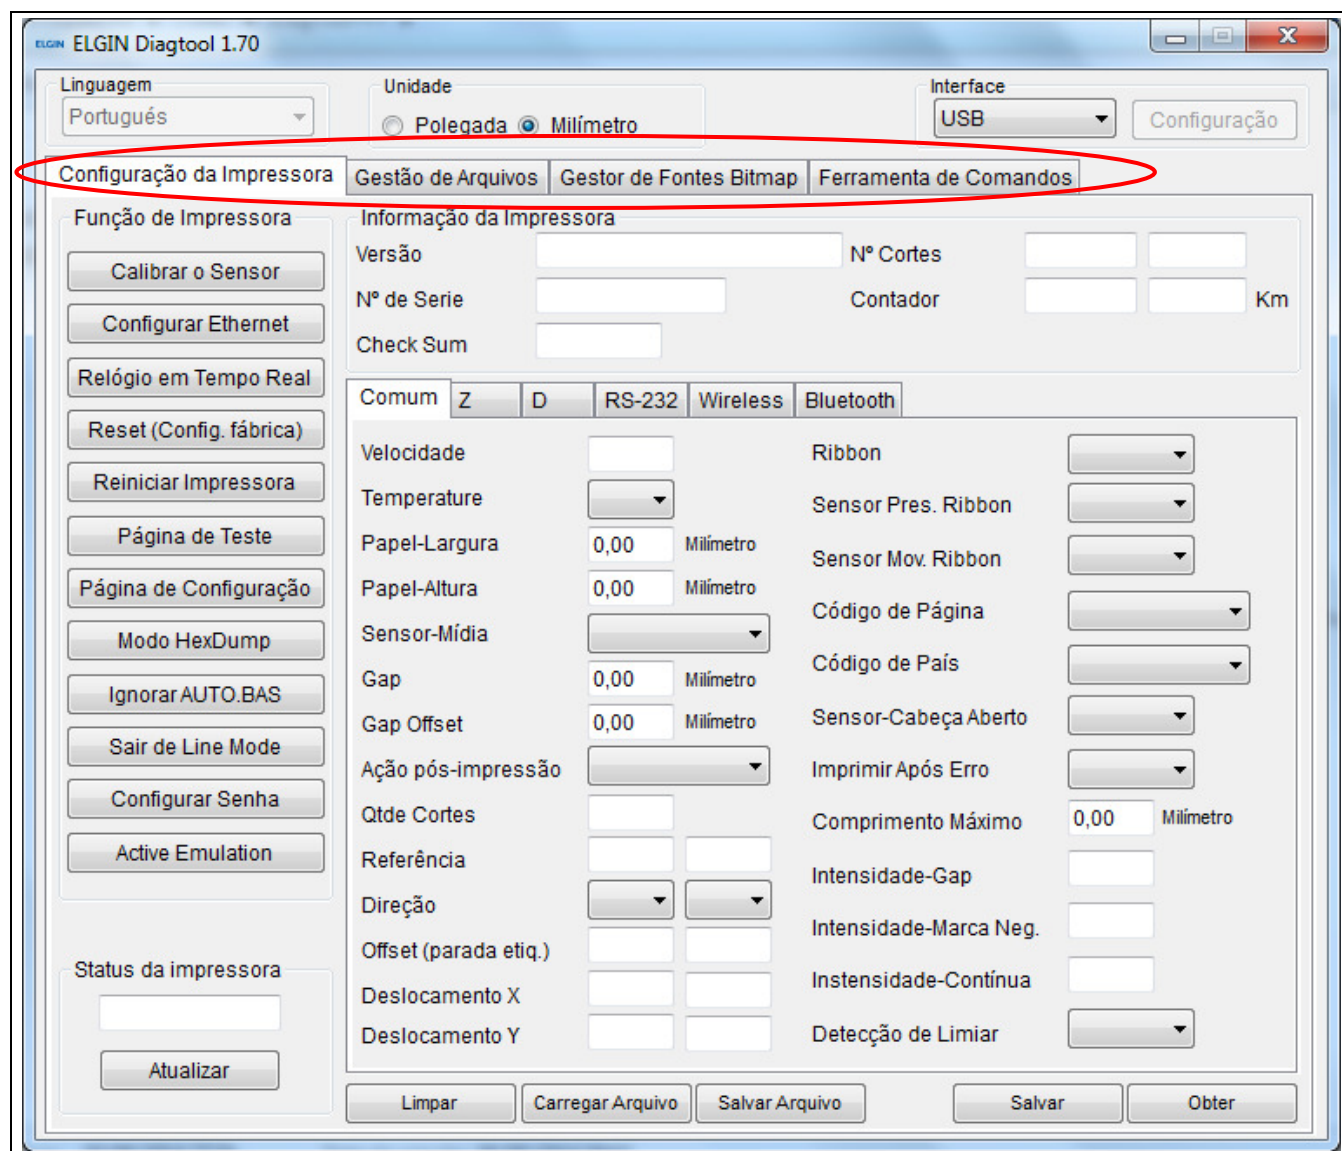 ELGIN ELGIN Diagtool 1.70
Linguagem
Portugués
Unidade
Polegada Milímetro
Interface
USB Configuração
Configuração da Impressora Gestão de Arquivos Gestor de Fontes Bitmap Ferramenta de Comandos
Função de Impressora
Calibrar o Sensor
Configurar Ethernet
Relógio em Tempo Real
Reset (Config. fábrica)
Reiniciar Impressora
Página de Teste
Página de Configuração
Modo HexDump
Ignorar AUTO.BAS
Sair de Line Mode
Configurar Senha
Active Emulation
Status da impressora
Atualizar
Informação da Impressora
Versão Nº Cortes
Nº de Serie Contador Km
Check Sum
Comum Z D RS-232 Wireless Bluetooth
Velocidade
Temperature
Papel-Largura 0,00 Milímetro
Papel-Altura 0,00 Milímetro
Sensor-Mídia
Gap 0,00 Milímetro
Gap Offset 0,00 Milímetro
Ação pós-impressão
Qtde Cortes
Referência
Direção
Offset (parada etiq.)
Deslocamento X
Deslocamento Y
Ribbon
Sensor Pres. Ribbon
Sensor Mov. Ribbon
Código de Página
Código de País
Sensor-Cabeça Aberto
Imprimir Após Erro
Comprimento Máximo 0,00 Milímetro
Intensidade-Gap
Intensidade-Marca Neg.
Instensidade-Contínua
Detecção de Limiar
Limpar Carregar Arquivo Salvar Arquivo Salvar Obter